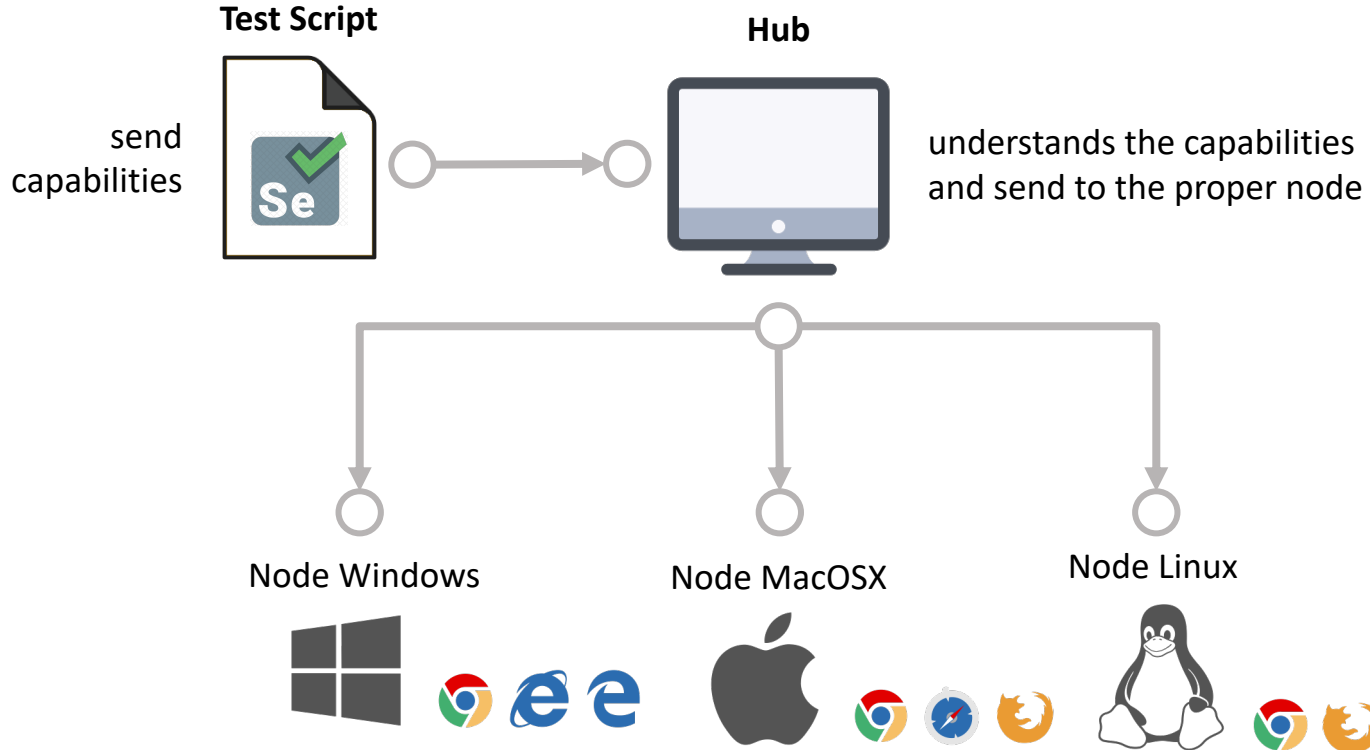 Test Script
Hub
send
capabilities
Se
understands the capabilities
and send to the proper node
Node Windows
Node MacOSX
Node Linux